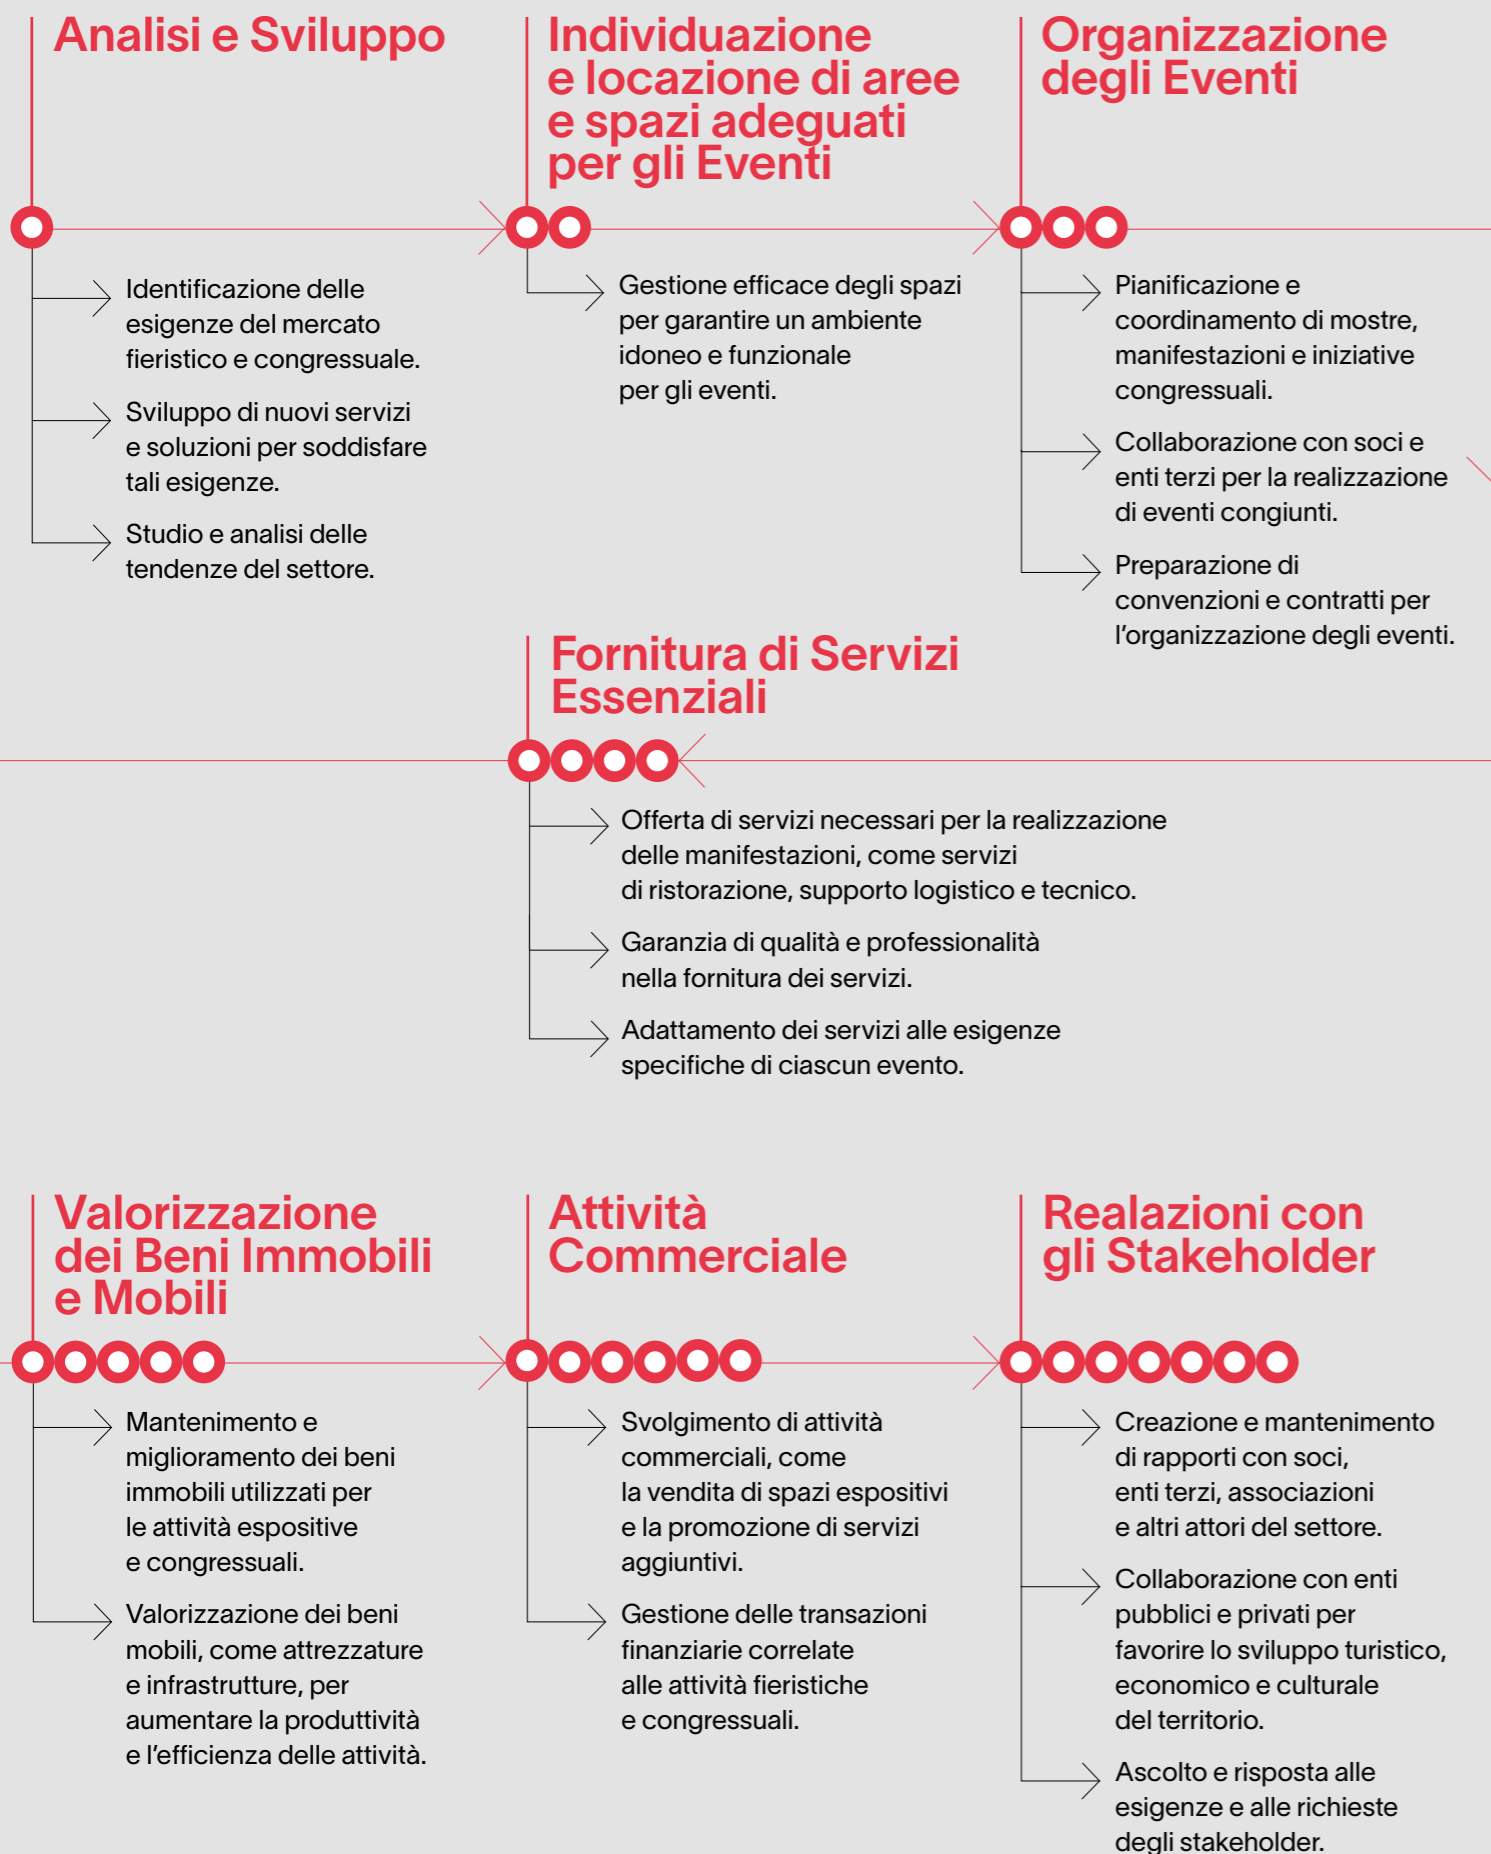 Analisi e Sviluppo
Identificazione delle
esigenze del mercato
fieristico e congressuale.
Sviluppo di nuovi servizi
e soluzioni per soddisfare
tali esigenze.
Studio e analisi delle
tendenze del settore.
Individuazione
e locazione di aree
e spazi adeguati
per gli Eventi
Gestione efficace degli spazi
per garantire un ambiente
idoneo e funzionale
per gli eventi.
Organizzazione
degli Eventi
Pianificazione e
coordinamento di mostre,
manifestazioni e iniziative
congressuali.
Collaborazione con soci e
enti terzi per la realizzazione
di eventi congiunti.
Preparazione di
convenzioni e contratti per
l’organizzazione degli eventi.
Fornitura di Servizi
Essenziali
Offerta di servizi necessari per la realizzazione
delle manifestazioni, come servizi
di ristorazione, supporto logistico e tecnico.
Garanzia di qualità e professionalità
nella fornitura dei servizi.
Adattamento dei servizi alle esigenze
specifiche di ciascun evento.
Valorizzazione
dei Beni Immobili
e Mobili
Mantenimento e
miglioramento dei beni
immobili utilizzati per
le attività espositive
e congressuali.
Valorizzazione dei beni
mobili, come attrezzature
e infrastrutture, per
aumentare la produttività
e l’efficienza delle attività.
Attività
Commerciale
Svolgimento di attività
commerciali, come
la vendita di spazi espositivi
e la promozione di servizi
aggiuntivi.
Gestione delle transazioni
finanziarie correlate
alle attività fieristiche
e congressuali.
Realazioni con
gli Stakeholder
Creazione e mantenimento
di rapporti con soci,
enti terzi, associazioni
e altri attori del settore.
Collaborazione con enti
pubblici e privati per
favorire lo sviluppo turistico,
economico e culturale
del territorio.
Ascolto e risposta alle
esigenze e alle richieste
degli stakeholder.